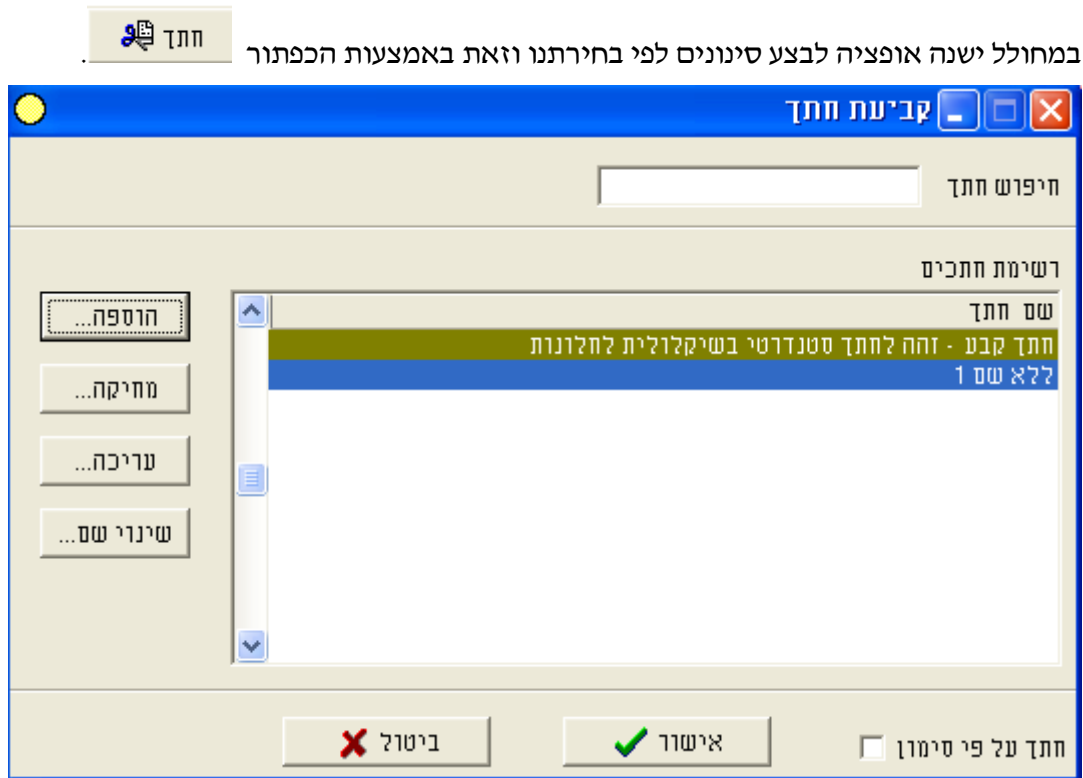 במחולל ישנה אופציה לבצע סינונים לפי בחירתנו וזאת באמצעות הכפתור חתך .
קביעת חתך
חיפוש חתך
רשימת חתכים
שם חתך
חתך קבע - זהה לחתך סטנדרטי בשיקלולית לחלונות
ללא שם 1
הוספה...
מחיקה...
עריכה...
שינוי שם...
חתך על פי סימון
אישור
ביטול